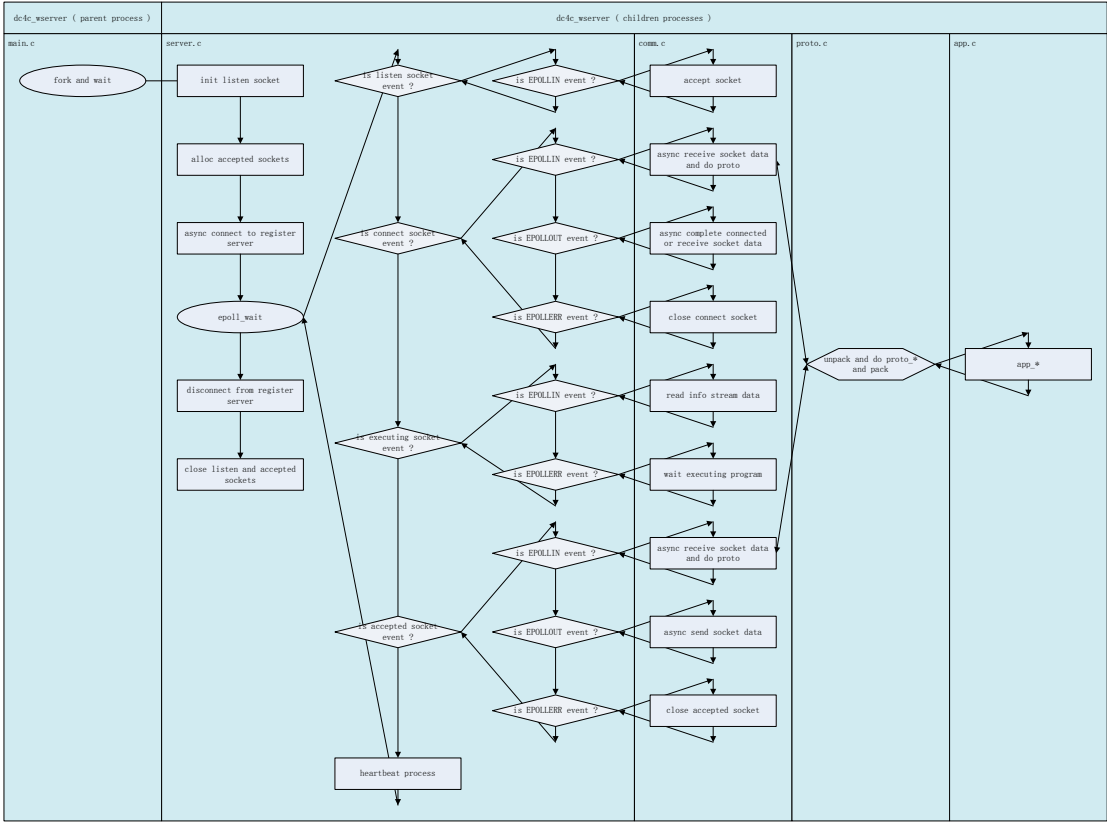 dc4c_wserver ( parent process )
dc4c_wserver ( children processes )
main.c
server.c
comm.c
proto.c
app.c
fork and wait
init listen socket
alloc accepted sockets
async connect to register
server
epoll_wait
disconnect from register
server
close listen and accepted
sockets
is listen socket
event ?
is connect socket
event ?
is executing socket
event ?
is accepted socket
event ?
heartbeat process
is EPOLLIN event ?
is EPOLLIN event ?
is EPOLLOUT event ?
is EPOLLERR event ?
is EPOLLIN event ?
is EPOLLERR event ?
is EPOLLIN event ?
is EPOLLOUT event ?
is EPOLLERR event ?
accept socket
async receive socket data
and do proto
async complete connected
or receive socket data
close connect socket
read info stream data
wait executing program
async receive socket data
and do proto
async send socket data
close accepted socket
unpack and do proto_*
and pack
app_*